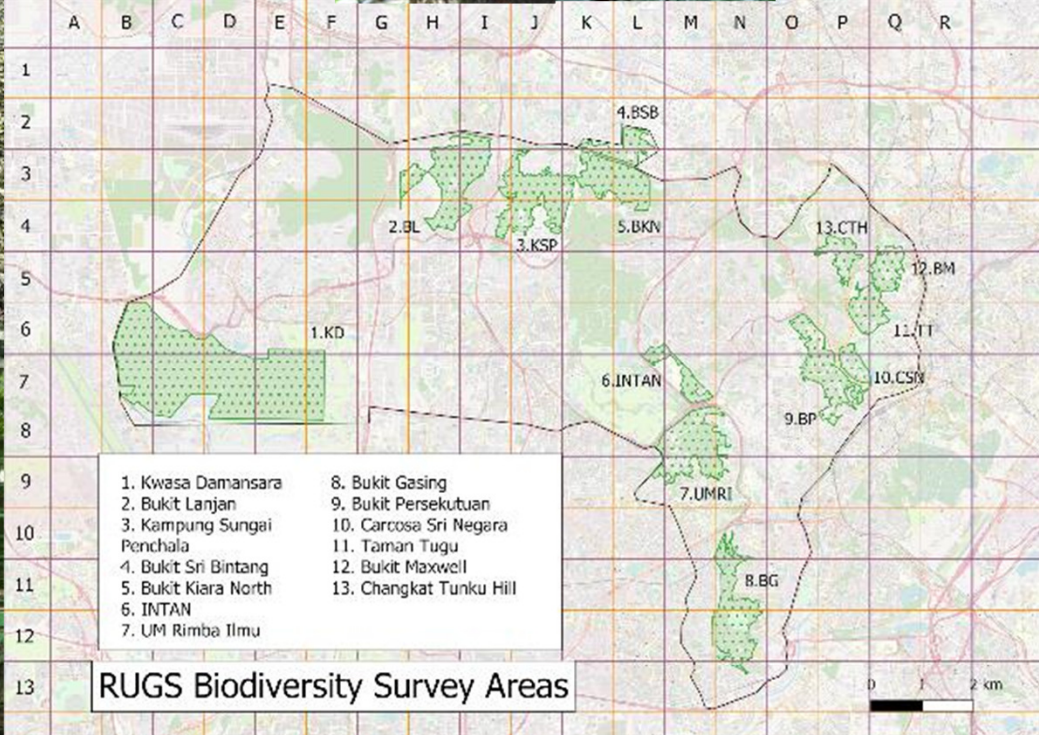 A B C D E F G H I J K L M N O P Q R
1
2
4.BSB
3
4
2.BL
3.KSP
5.BKN
13.CTH
5
12.BM
6
1.KD
11.TT
7
6.INTAN
10.CSN
8
9.BP
9
7.UMRI
10
11
8.BG
12
13
1. Kwasa Damansara
2. Bukit Lanjan
3. Kampung Sungai
Penchala
4. Bukit Sri Bintang
5. Bukit Kiara North
6. INTAN
7. UM Rimba Ilmu
8. Bukit Gasing
9. Bukit Persekutuan
10. Carcosa Sri Negara
11. Taman Tugu
12. Bukit Maxwell
13. Changkat Tunku Hill
RUGS Biodiversity Survey Areas
0 1 2 km